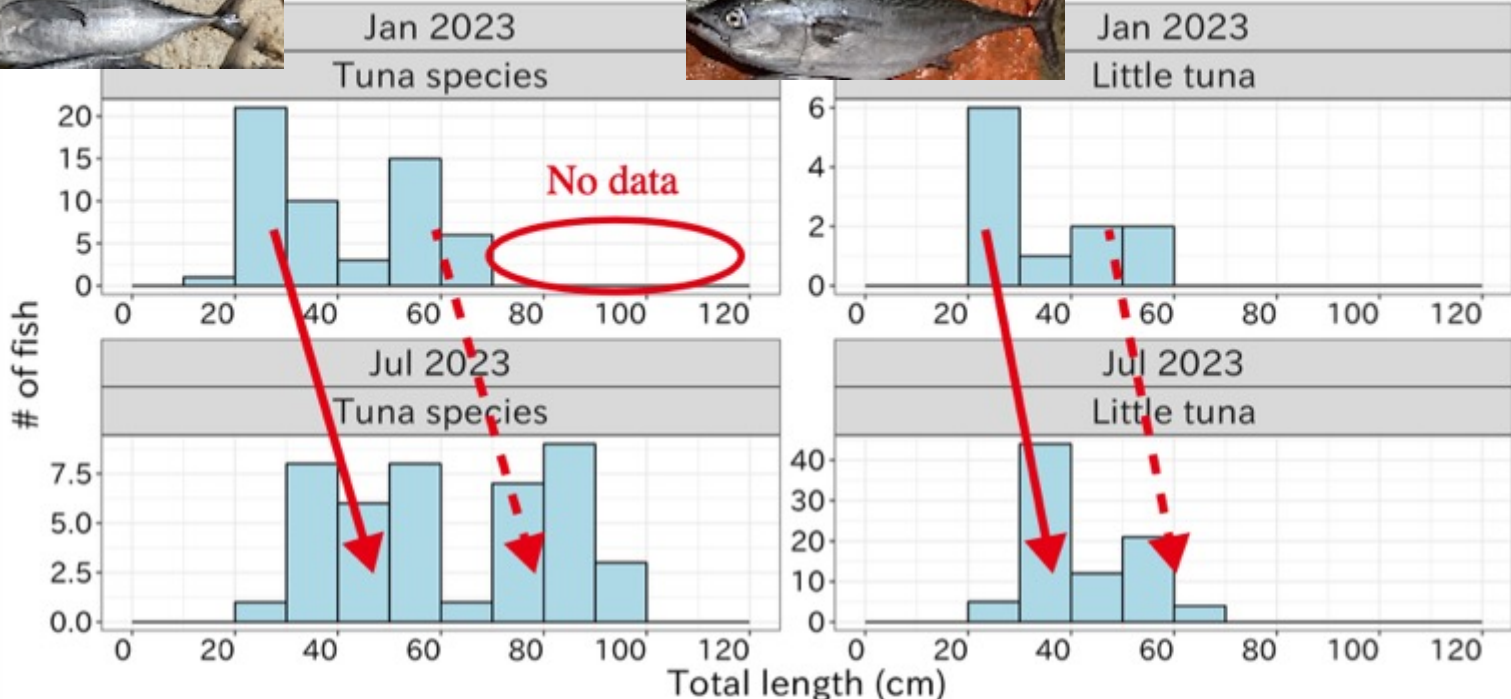 Jan 2023
Tuna species
20
15
10
5
0
No data
0 20 40 60 80 100 120
Jan 2023
Little tuna
6
4
2
0
0 20 40 60 80 100 120
# of fish
Jul 2023
Tuna species
7.5
5.0
2.5
0.0
0 20 40 60 80 100 120
Jul 2023
Little tuna
40
30
20
10
0
0 20 40 60 80 100 120
Total length (cm)